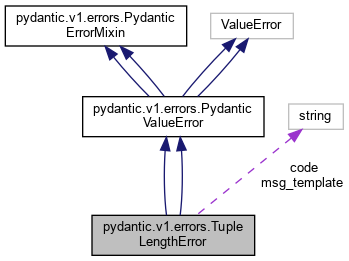 pydantic.v1.errors.Pydantic
ErrorMixin
ValueError
pydantic.v1.errors.Pydantic
ValueError
string
code
msg_template
pydantic.v1.errors.Tuple
LengthError